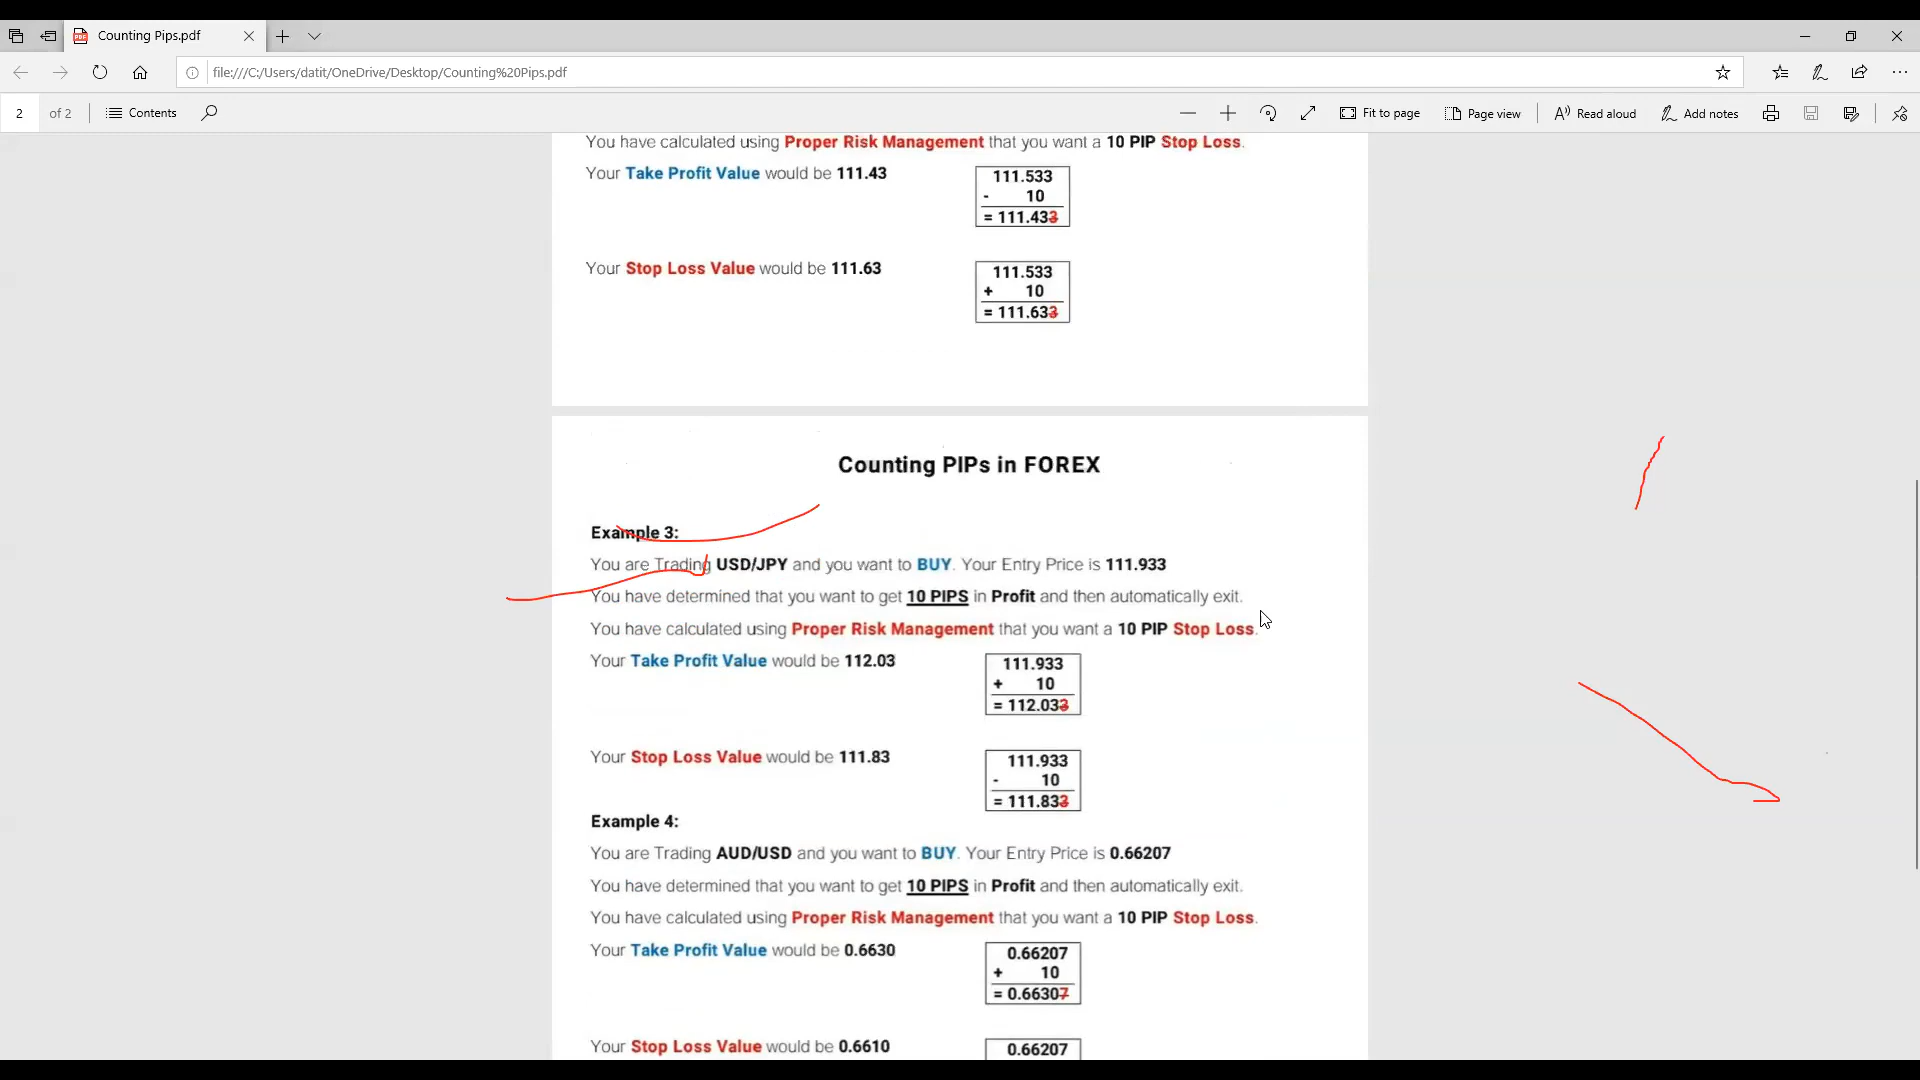 Counting Pips.pdf
file:///C:/Users/datit/OneDrive/Desktop/Counting%20Pips.pdf
2 of 2 Contents Fit to page Page view Read aloud Add notes
You have calculated using Proper Risk Management that you want a 10 PIP Stop Loss.
Your Take Profit Value would be 111.43
111.533
- 10
= 111.433
Your Stop Loss Value would be 111.63
111.533
+ 10
= 111.633
Counting PIPs in FOREX
Example 3:
You are Trading USD/JPY and you want to BUY. Your Entry Price is 111.933
You have determined that you want to get 10 PIPS in Profit and then automatically exit.
You have calculated using Proper Risk Management that you want a 10 PIP Stop Loss.
Your Take Profit Value would be 112.03
111.933
+ 10
= 112.033
Your Stop Loss Value would be 111.83
111.933
- 10
= 111.833
Example 4:
You are Trading AUD/USD and you want to BUY. Your Entry Price is 0.66207
You have determined that you want to get 10 PIPS in Profit and then automatically exit.
You have calculated using Proper Risk Management that you want a 10 PIP Stop Loss.
Your Take Profit Value would be 0.6630
0.66207
+ 10
= 0.66307
Your Stop Loss Value would be 0.6610
0.66207